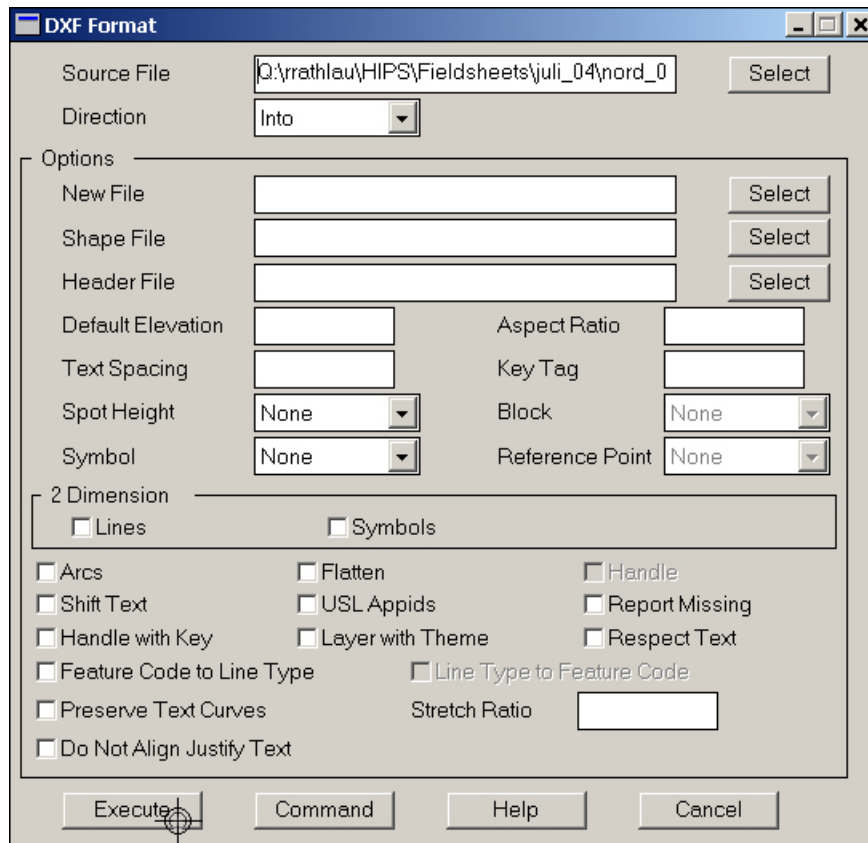 DXF Format
Source File Q:\rrathlau\HIPS\Fieldsheets\juli_04\nord_0 Select
Direction Into
Options
New File Select
Shape File Select
Header File Select
Default Elevation Aspect Ratio
Text Spacing Key Tag
Spot Height None Block None
Symbol None Reference Point None
2 Dimension
Lines Symbols
Arcs Flatten Handle
Shift Text USL Appids Report Missing
Handle with Key Layer with Theme Respect Text
Feature Code to Line Type Line Type to Feature Code
Preserve Text Curves Stretch Ratio
Do Not Align Justify Text
Execute Command Help Cancel